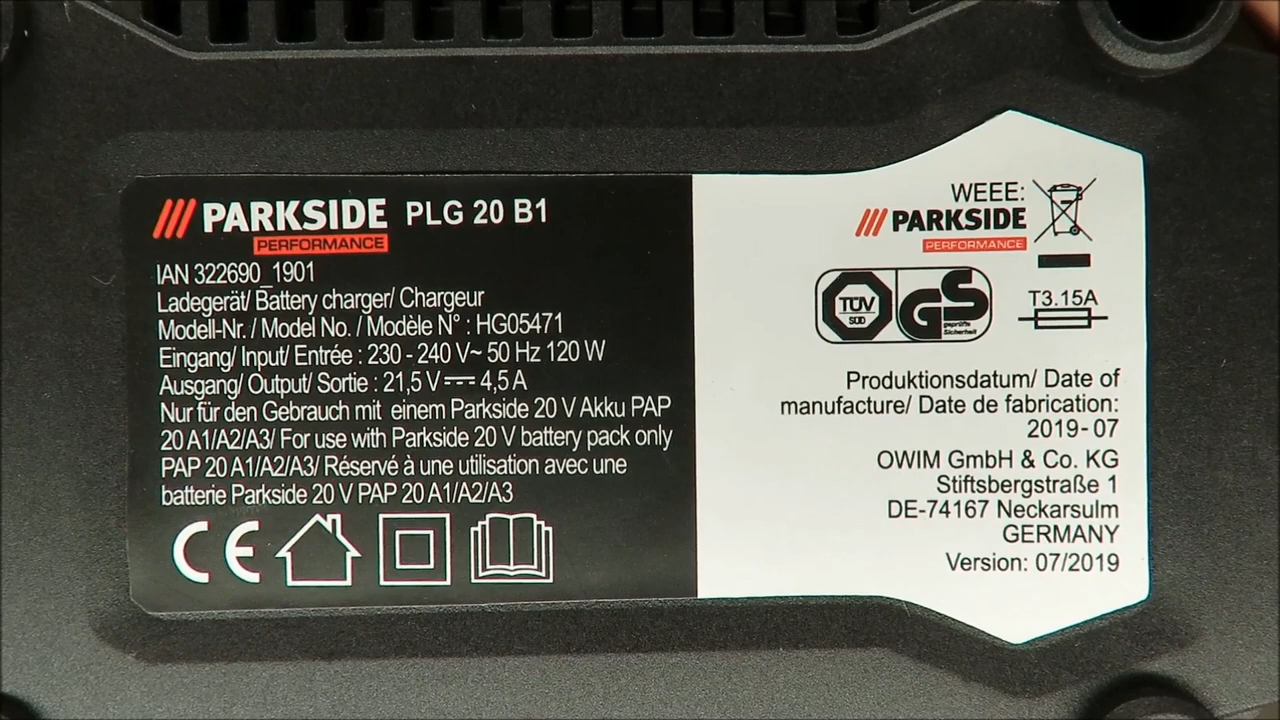 PARKSIDE PLG 20 B1
PERFORMANCE
IAN 322690_1901
Ladegerät/ Battery charger/ Chargeur
Modell-Nr. / Model No. / Modèle N° : HG05471
Eingang/ Input/ Entrée : 230 - 240 V~ 50 Hz 120 W
Ausgang/ Output/ Sortie : 21,5 V⎓ 4,5 A
Nur für den Gebrauch mit einem Parkside 20 V Akku PAP
20 A1/A2/A3/ For use with Parkside 20 V battery pack only
PAP 20 A1/A2/A3/ Réservé à une utilisation avec une
batterie Parkside 20 V PAP 20 A1/A2/A3
CE
WEEE:
PARKSIDE
PERFORMANCE
TÜV
SÜD
GS
geprüfte
Sicherheit
T3.15A
Produktionsdatum/ Date of
manufacture/ Date de fabrication:
2019-07
OWIM GmbH & Co. KG
Stiftsbergstraße 1
DE-74167 Neckarsulm
GERMANY
Version: 07/2019